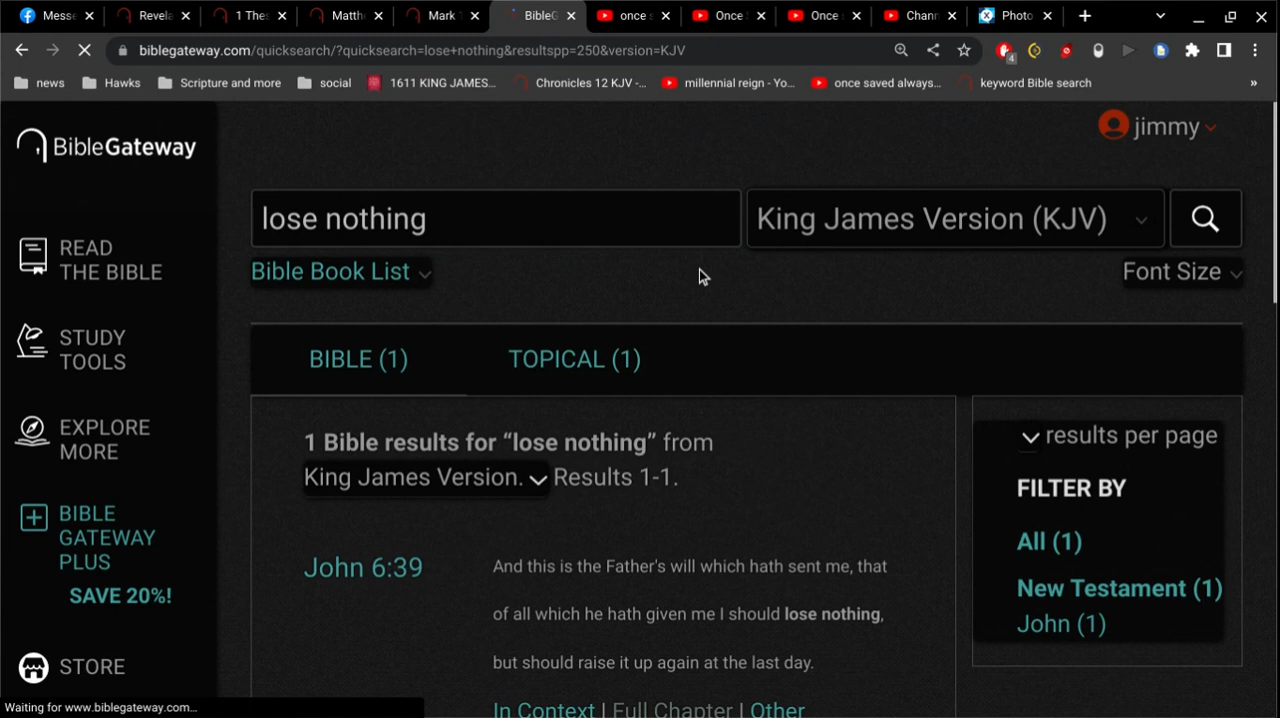 Messe
Revela
1 Thes
Matthe
Mark 1
BibleG
once s
Once S
Once s
Chann
Photo
biblegateway.com/quicksearch/?quicksearch=lose+nothing&resultspp=250&version=KJV
4
news
Hawks
Scripture and more
social
1611 KING JAMES...
Chronicles 12 KJV -...
millennial reign - Yo...
once saved always...
keyword Bible search
»
BibleGateway
jimmy
lose nothing
King James Version (KJV)
Bible Book List
Font Size
READ
THE BIBLE
STUDY
TOOLS
EXPLORE
MORE
BIBLE
GATEWAY
PLUS
SAVE 20%!
STORE
BIBLE (1)
TOPICAL (1)
1 Bible results for “lose nothing” from
King James Version. Results 1-1.
John 6:39
And this is the Father's will which hath sent me, that
of all which he hath given me I should lose nothing,
but should raise it up again at the last day.
In Context | Full Chapter | Other
results per page
FILTER BY
All (1)
New Testament (1)
John (1)
Waiting for www.biblegateway.com...